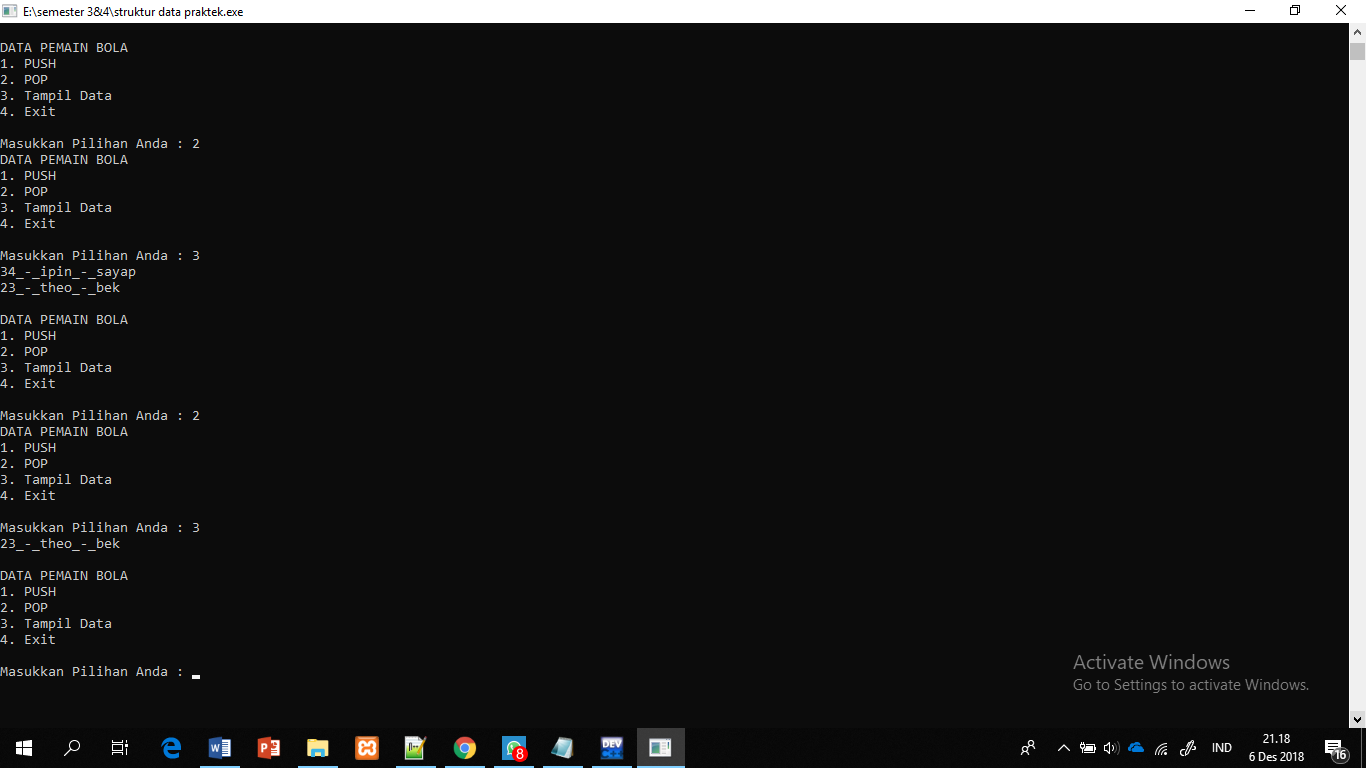 E:\semester 3&4\struktur data praktek.exe
DATA PEMAIN BOLA
1. PUSH
2. POP
3. Tampil Data
4. Exit
Masukkan Pilihan Anda : 2
DATA PEMAIN BOLA
1. PUSH
2. POP
3. Tampil Data
4. Exit
Masukkan Pilihan Anda : 3
34_-_ipin_-_sayap
23_-_theo_-_bek
DATA PEMAIN BOLA
1. PUSH
2. POP
3. Tampil Data
4. Exit
Masukkan Pilihan Anda : 2
DATA PEMAIN BOLA
1. PUSH
2. POP
3. Tampil Data
4. Exit
Masukkan Pilihan Anda : 3
23_-_theo_-_bek
DATA PEMAIN BOLA
1. PUSH
2. POP
3. Tampil Data
4. Exit
Masukkan Pilihan Anda :
Activate Windows
Go to Settings to activate Windows.
8
DEV
IND
21.18
6 Des 2018
16